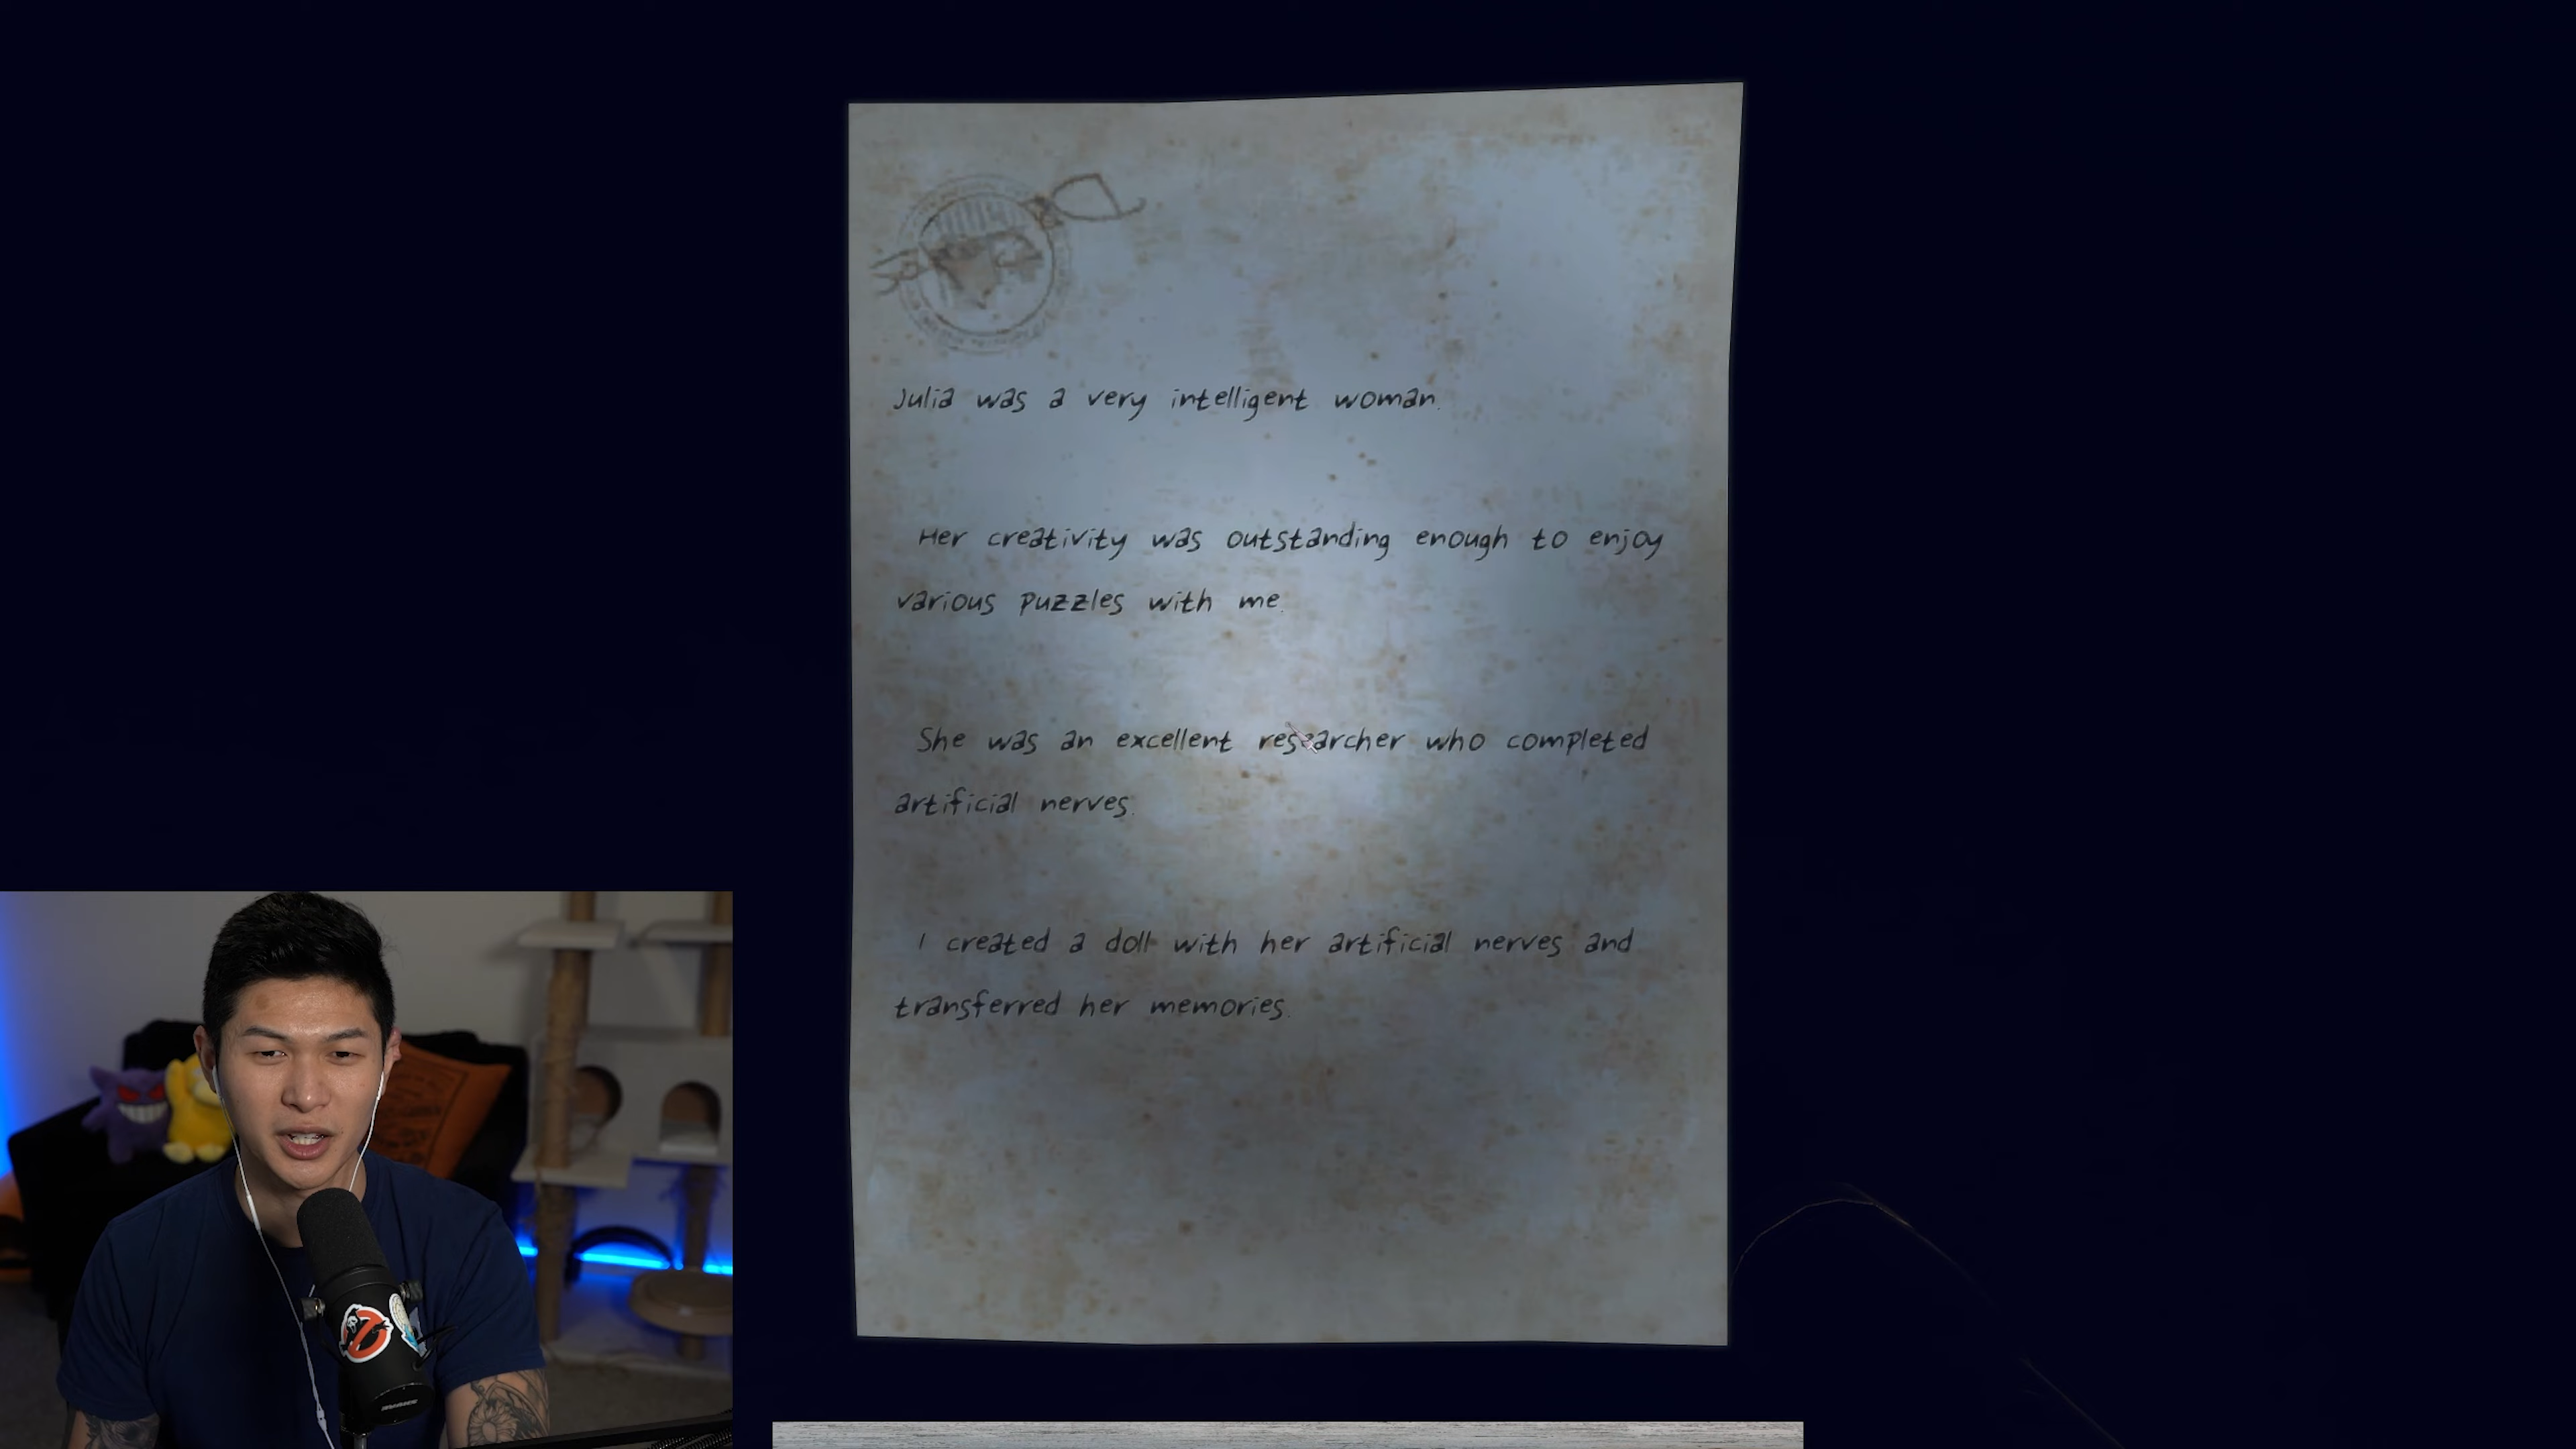 Julia was a very intelligent woman.
Her creativity was outstanding enough to enjoy
various puzzles with me.
She was an excellent researcher who completed
artificial nerves.
I created a doll with her artificial nerves and
transferred her memories.